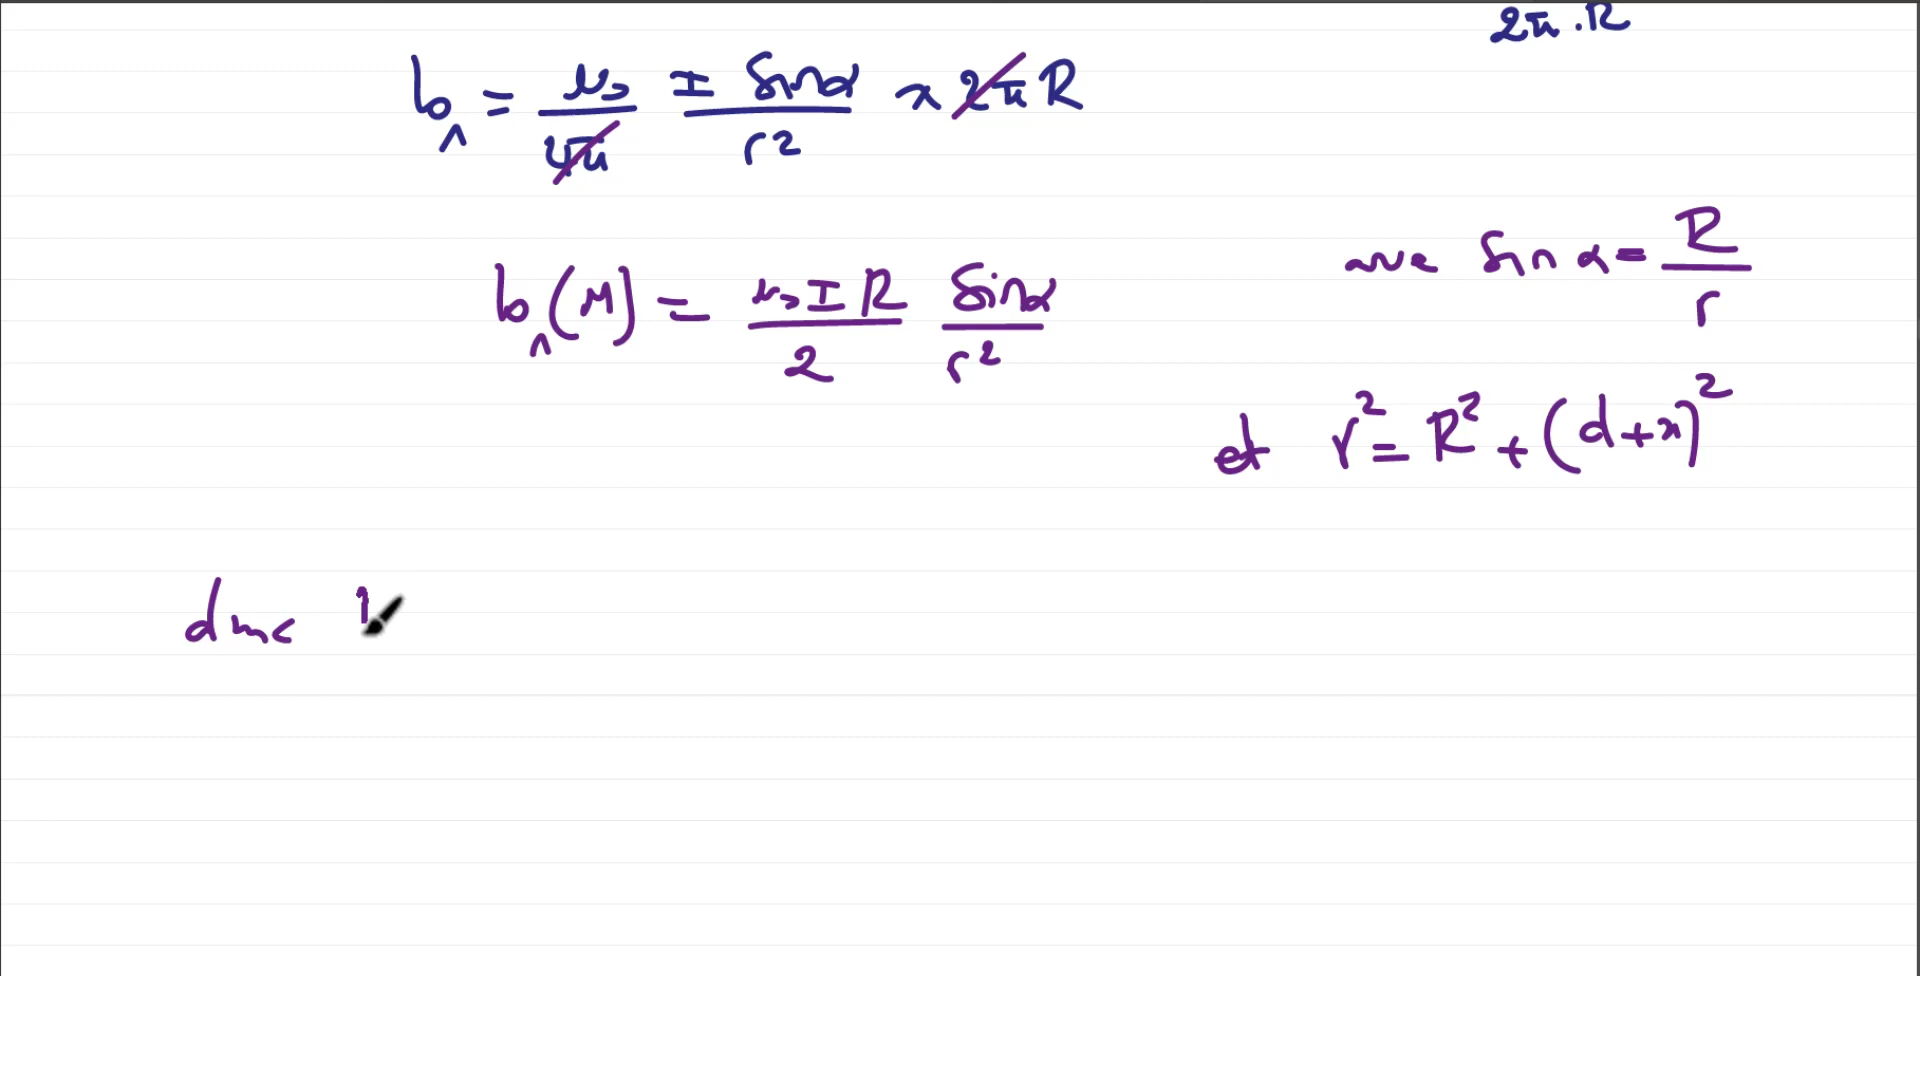 2π . R
b₁ = μ₀/4π I sinα/r² × 2π R
avec sin α = R/r
b₁(M) = μ₀IR/2 sinα/r²
et r² = R² + (d+x)²
donc